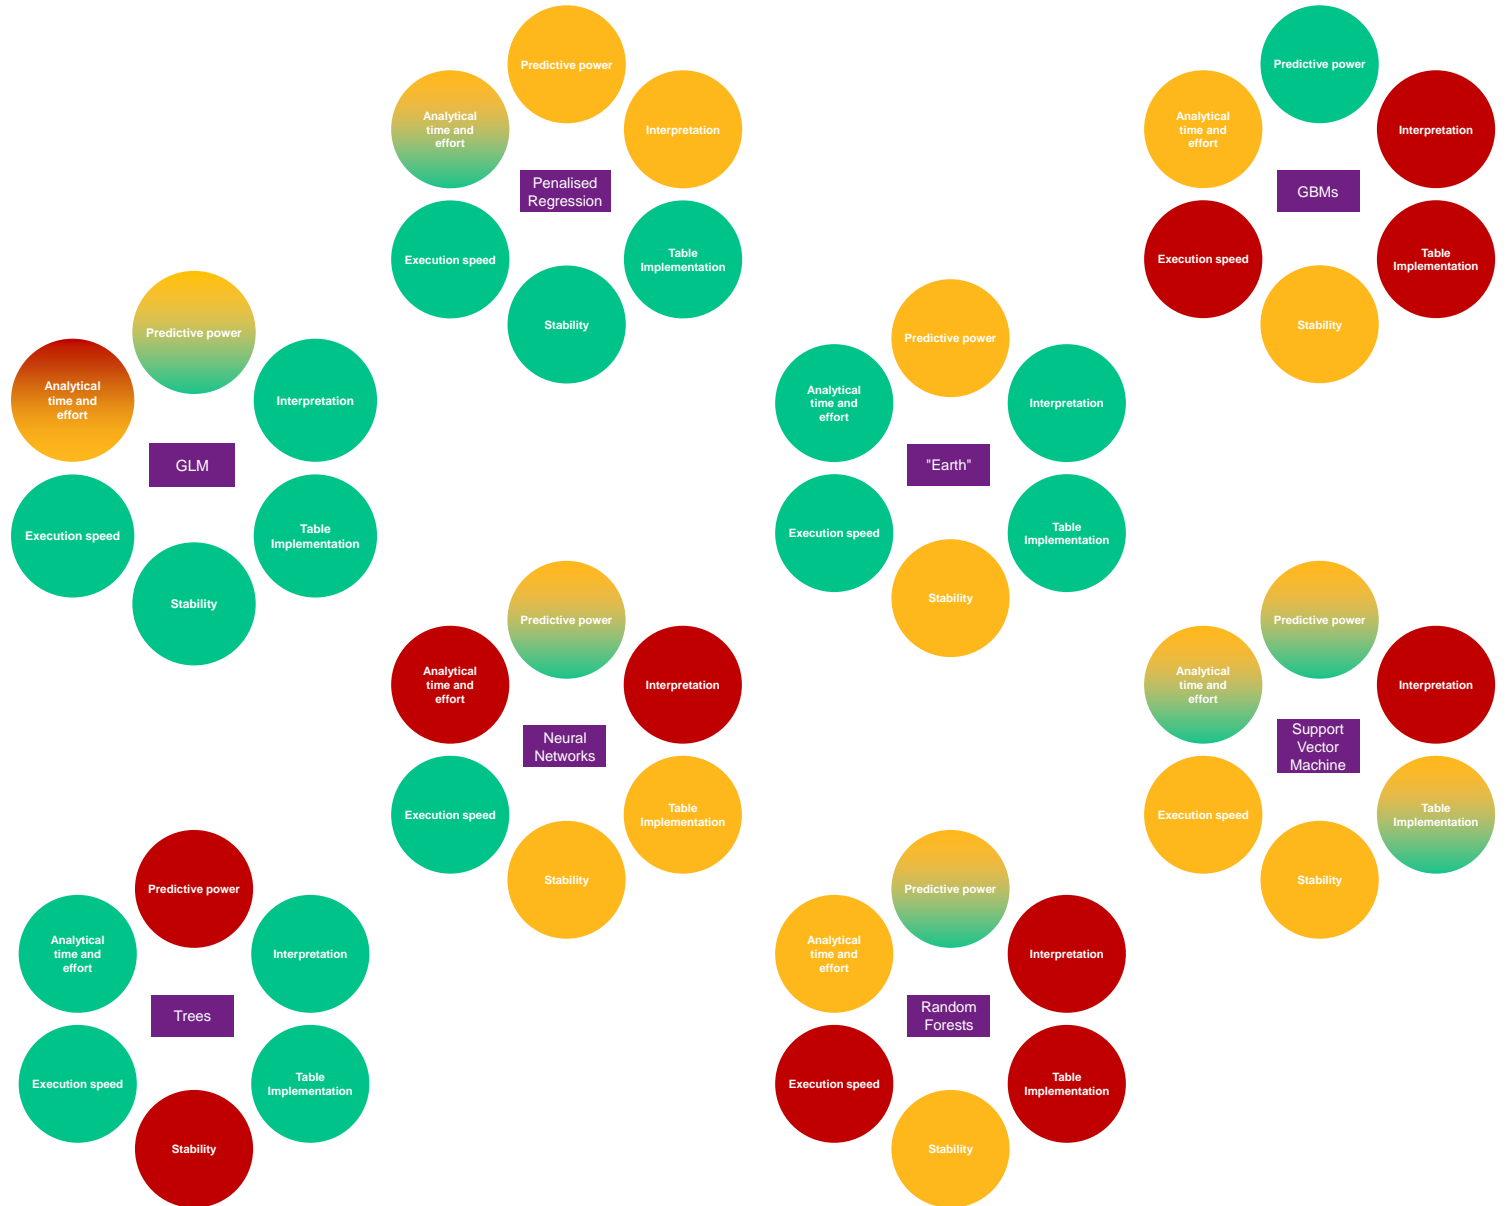 Predictive power
Analytical
time and
effort
Interpretation
Penalised
Regression
Execution speed
Table
Implementation
Stability
Predictive power
Analytical
time and
effort
Interpretation
GBMs
Execution speed
Table
Implementation
Stability
Predictive power
Analytical
time and
effort
Interpretation
GLM
Execution speed
Table
Implementation
Stability
Predictive power
Analytical
time and
effort
Interpretation
"Earth"
Execution speed
Table
Implementation
Stability
Predictive power
Analytical
time and
effort
Interpretation
Neural
Networks
Execution speed
Table
Implementation
Stability
Predictive power
Analytical
time and
effort
Interpretation
Support
Vector
Machine
Execution speed
Table
Implementation
Stability
Predictive power
Analytical
time and
effort
Interpretation
Trees
Execution speed
Table
Implementation
Stability
Predictive power
Analytical
time and
effort
Interpretation
Random
Forests
Execution speed
Table
Implementation
Stability